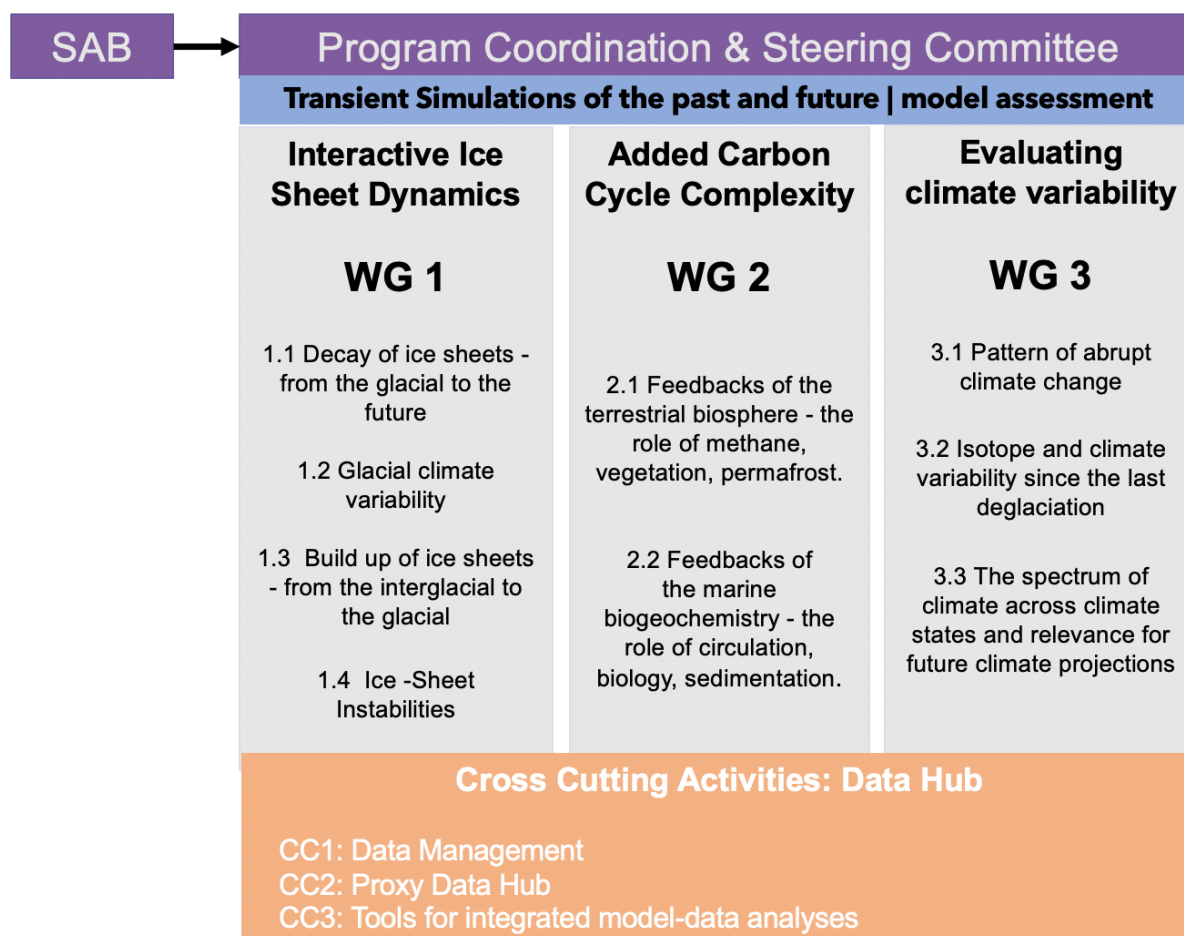 SAB
Program Coordination & Steering Committee
Transient Simulations of the past and future | model assessment
Interactive Ice
Sheet Dynamics
WG 1
1.1 Decay of ice sheets -
from the glacial to the
future
1.2 Glacial climate
variability
1.3  Build up of ice sheets
- from the interglacial to
the glacial
1.4  Ice -Sheet
Instabilities
Added Carbon
Cycle Complexity
WG 2
2.1 Feedbacks of the
terrestrial biosphere - the
role of methane,
vegetation, permafrost.
2.2 Feedbacks of
the marine
biogeochemistry - the
role of circulation,
biology, sedimentation.
Evaluating
climate variability
WG 3
3.1 Pattern of abrupt
climate change
3.2 Isotope and climate
variability since the last
deglaciation
3.3 The spectrum of
climate across climate
states and relevance for
future climate projections
Cross Cutting Activities: Data Hub
CC1: Data Management
CC2: Proxy Data Hub
CC3: Tools for integrated model-data analyses